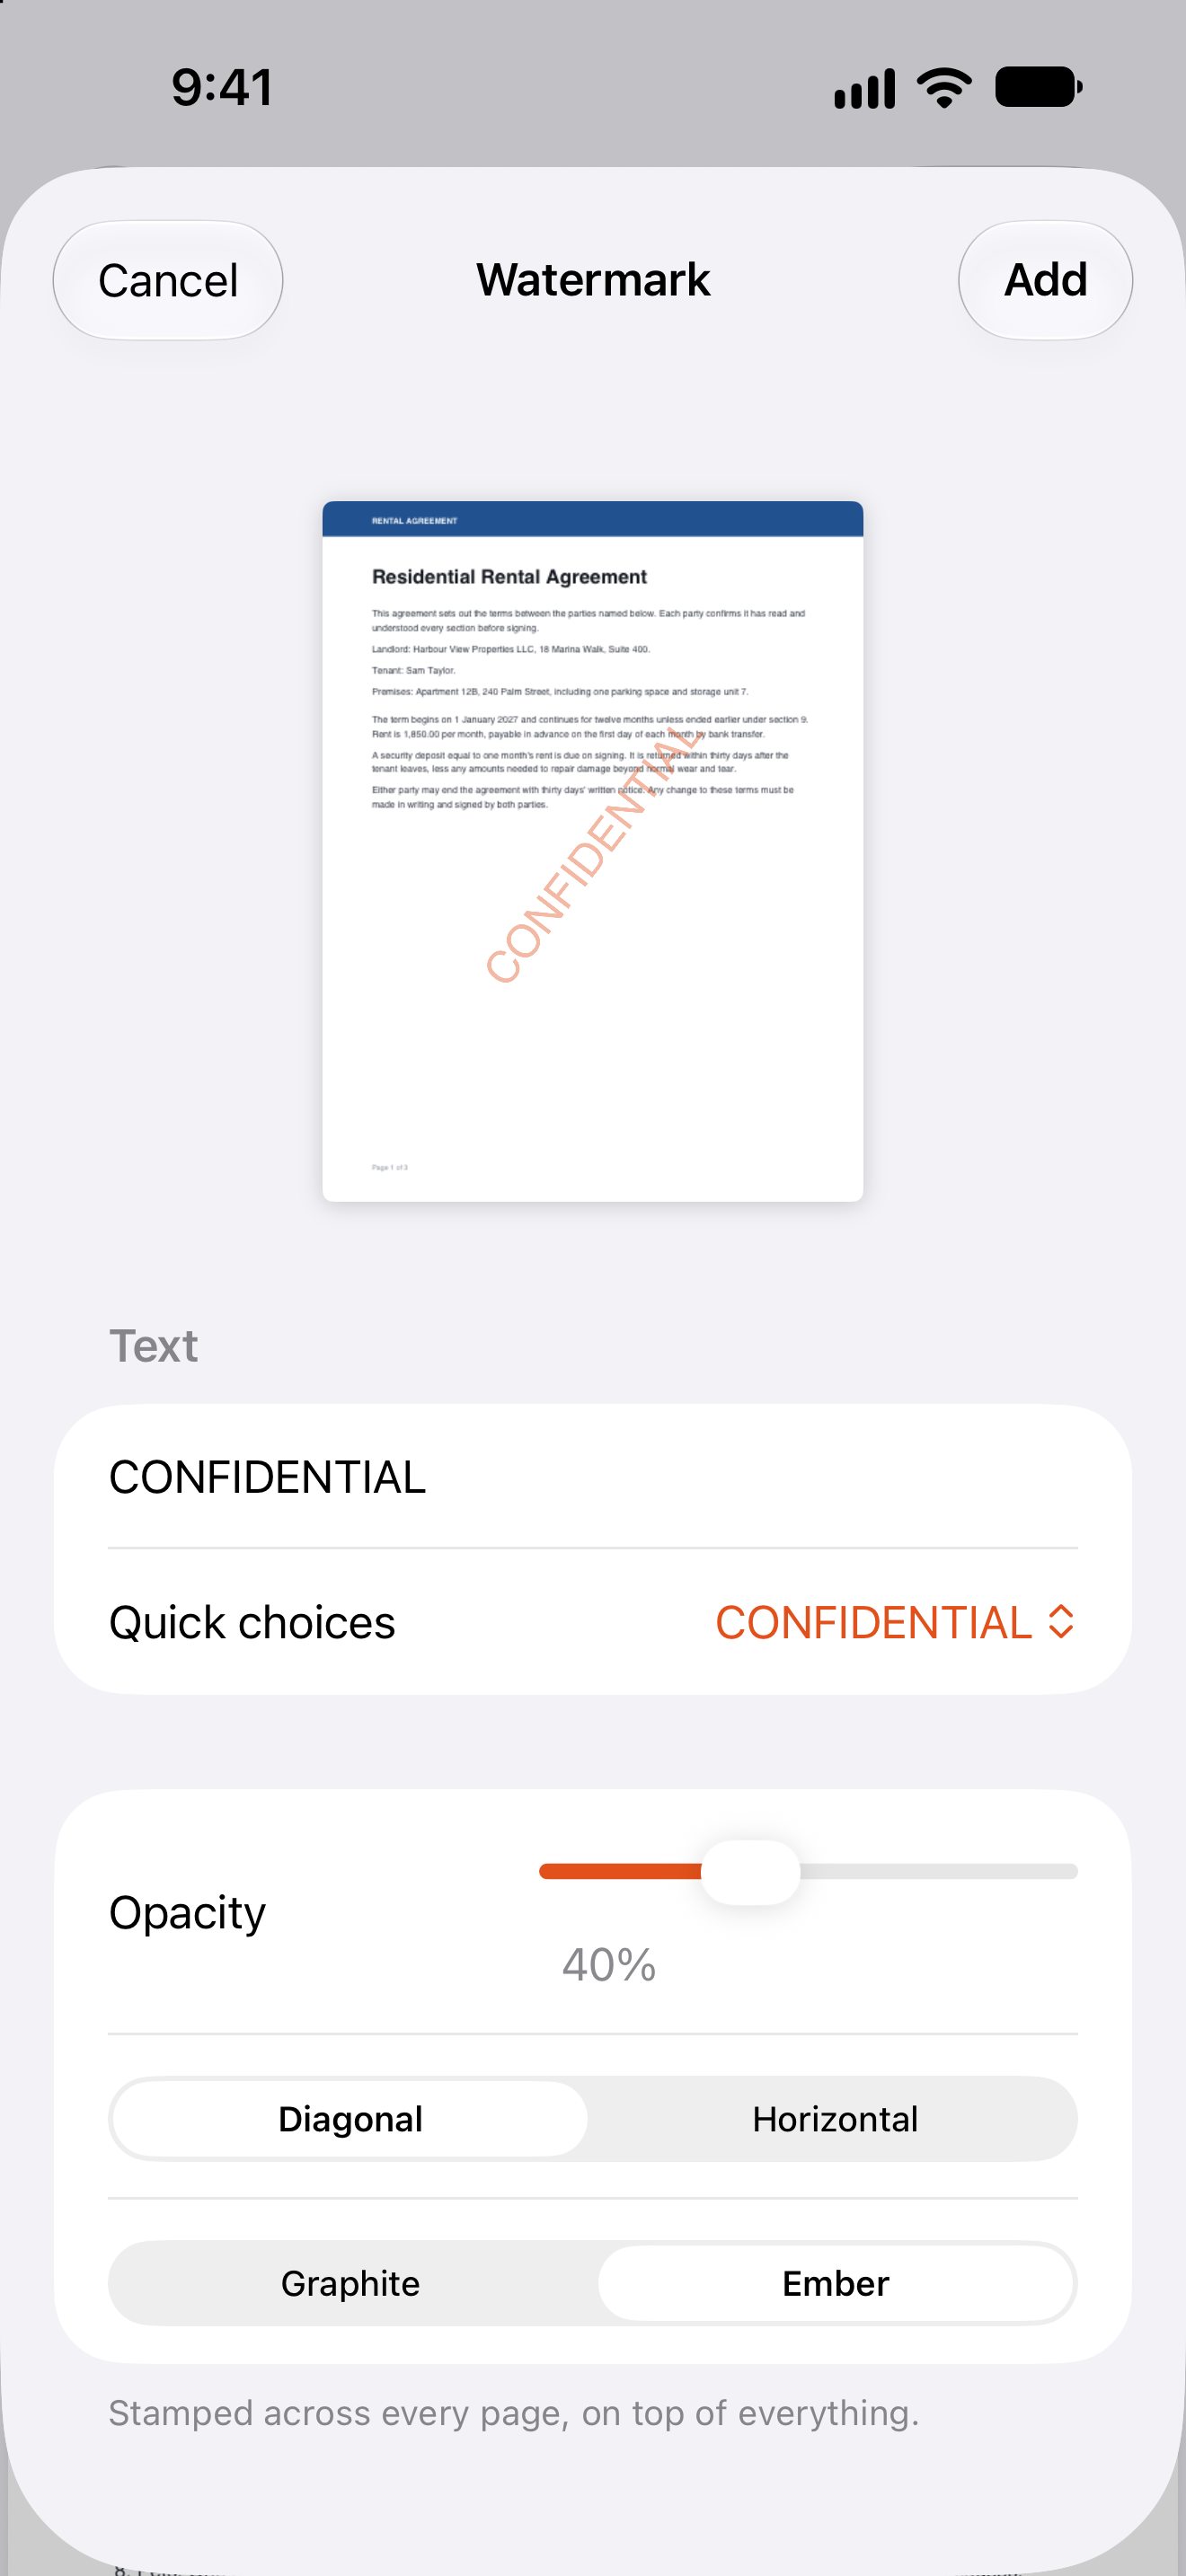 9:41
Cancel
Watermark
Add
RENTAL AGREEMENT
Residential Rental Agreement
This agreement sets out the terms between the parties named below. Each party confirms it has read and
understood every section before signing.
Landlord: Harbour View Properties LLC, 18 Marina Walk, Suite 400.
Tenant: Sam Taylor.
Premises: Apartment 12B, 240 Palm Street, including one parking space and storage unit 7.
The term begins on 1 January 2027 and continues for twelve months unless ended earlier under section 9.
Rent is 1,850.00 per month, payable in advance on the first day of each month by bank transfer.
A security deposit equal to one month's rent is due on signing. It is returned within thirty days after the
tenant leaves, less any amounts needed to repair damage beyond normal wear and tear.
Either party may end the agreement with thirty days' written notice. Any change to these terms must be
made in writing and signed by both parties.
CONFIDENTIAL
Page 1 of 3
Text
CONFIDENTIAL
Quick choices
CONFIDENTIAL
Opacity
40%
Diagonal
Horizontal
Graphite
Ember
Stamped across every page, on top of everything.